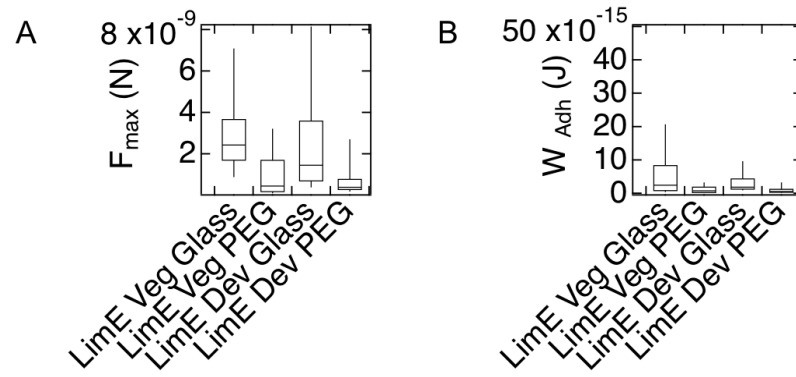 A
8 x10-9
6
4
2
Fmax (N)
LimE Veg Glass
LimE Veg PEG
LimE Dev Glass
LimE Dev PEG
B
50 x10-15
40
30
20
15
10
0
W Adh (J)
LimE Veg Glass
LimE Veg PEG
LimE Dev Glass
LimE Dev PEG